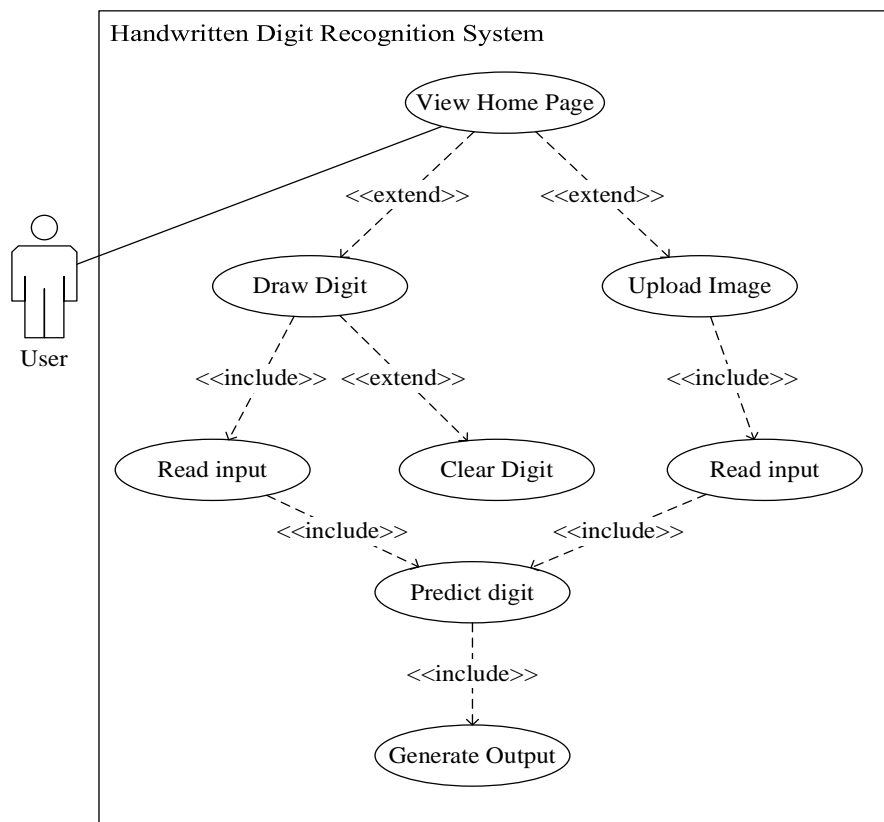 Handwritten Digit Recognition System
View Home Page
<<extend>>
<<extend>>
Draw Digit
Upload Image
User
<<include>>
<<extend>>
<<include>>
Read input
Clear Digit
Read input
<<include>>
<<include>>
Predict digit
<<include>>
Generate Output